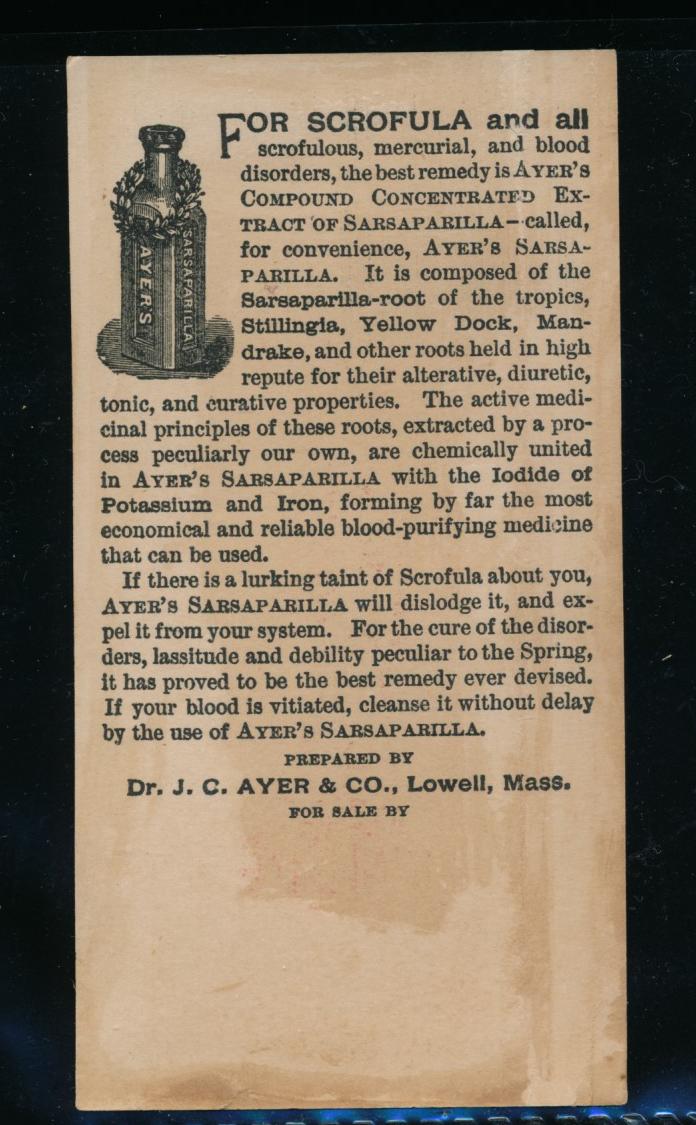 FOR SCROFULA and all
scrofulous, mercurial, and blood
disorders, the best remedy is AYER'S
COMPOUND CONCENTRATED EX-
TRACT OF SARSAPARILLA—called,
for convenience, AYER'S SARSA-
PARILLA. It is composed of the
Sarsaparilla-root of the tropics,
Stillingia, Yellow Dock, Man-
drake, and other roots held in high
repute for their alterative, diuretic,
tonic, and curative properties. The active medi-
cinal principles of these roots, extracted by a pro-
cess peculiarly our own, are chemically united
in AYER'S SARSAPARILLA with the Iodide of
Potassium and Iron, forming by far the most
economical and reliable blood-purifying medicine
that can be used.
If there is a lurking taint of Scrofula about you,
AYER'S SARSAPARILLA will dislodge it, and ex-
pel it from your system. For the cure of the disor-
ders, lassitude and debility peculiar to the Spring,
it has proved to be the best remedy ever devised.
If your blood is vitiated, cleanse it without delay
by the use of AYER'S SARSAPARILLA.
PREPARED BY
Dr. J. C. AYER & CO., Lowell, Mass.
FOR SALE BY
AYER'S
SARSAPARILLA